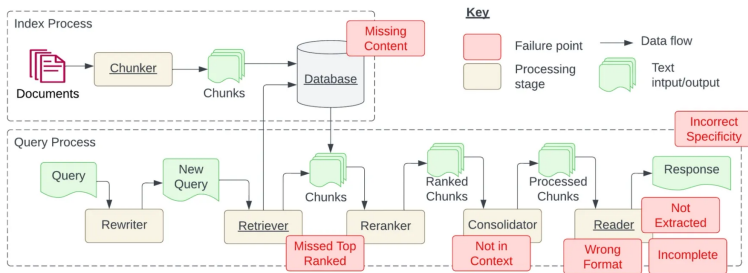 Index Process
Missing
Content
Chunker
Documents
Chunks
Database
Key
Failure point
Data flow
Processing
stage
Text
intput/output
Query Process
Incorrect
Specificity
Query
New
Query
Chunks
Ranked
Chunks
Processed
Chunks
Response
Rewriter
Retriever
Reranker
Consolidator
Reader
Missed Top
Ranked
Not in
Context
Not
Extracted
Wrong
Format
Incomplete